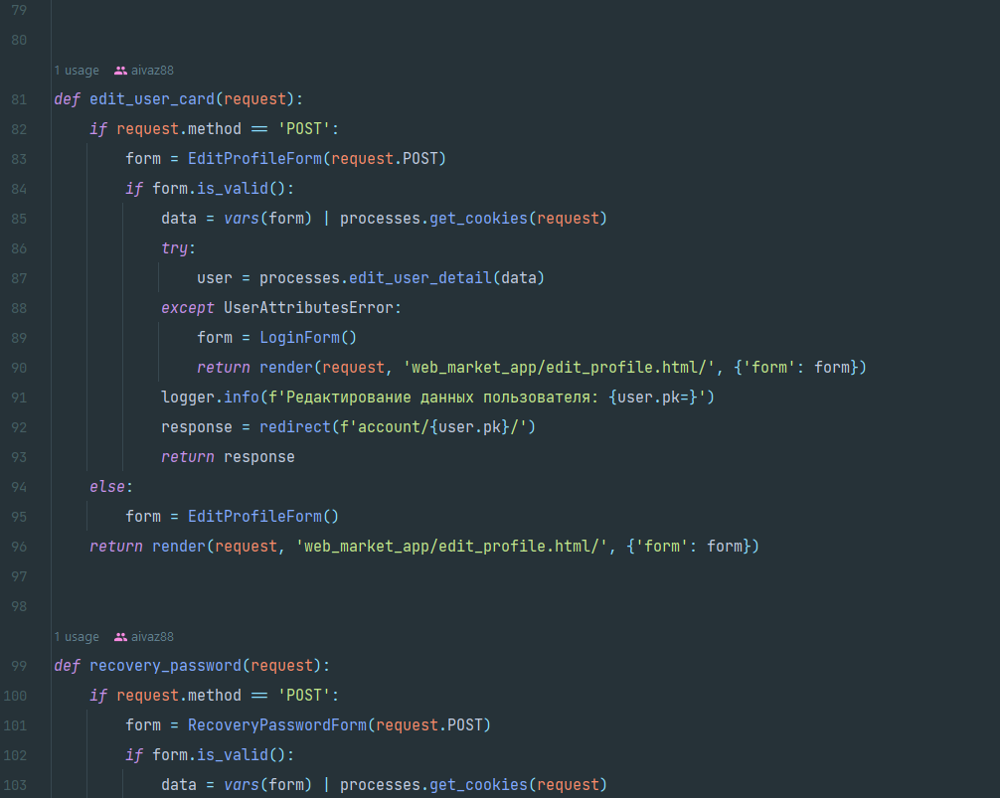 79
80
1 usage aivaz88
81 def edit_user_card(request):
82 if request.method == 'POST':
83 form = EditProfileForm(request.POST)
84 if form.is_valid():
85 data = vars(form) | processes.get_cookies(request)
86 try:
87 user = processes.edit_user_detail(data)
88 except UserAttributesError:
89 form = LoginForm()
90 return render(request, 'web_market_app/edit_profile.html/', {'form': form})
91 logger.info(f'Редактирование данных пользователя: {user.pk=}')
92 response = redirect(f'account/{user.pk}/')
93 return response
94 else:
95 form = EditProfileForm()
96 return render(request, 'web_market_app/edit_profile.html/', {'form': form})
97
98
1 usage aivaz88
99 def recovery_password(request):
100 if request.method == 'POST':
101 form = RecoveryPasswordForm(request.POST)
102 if form.is_valid():
103 data = vars(form) | processes.get_cookies(request)